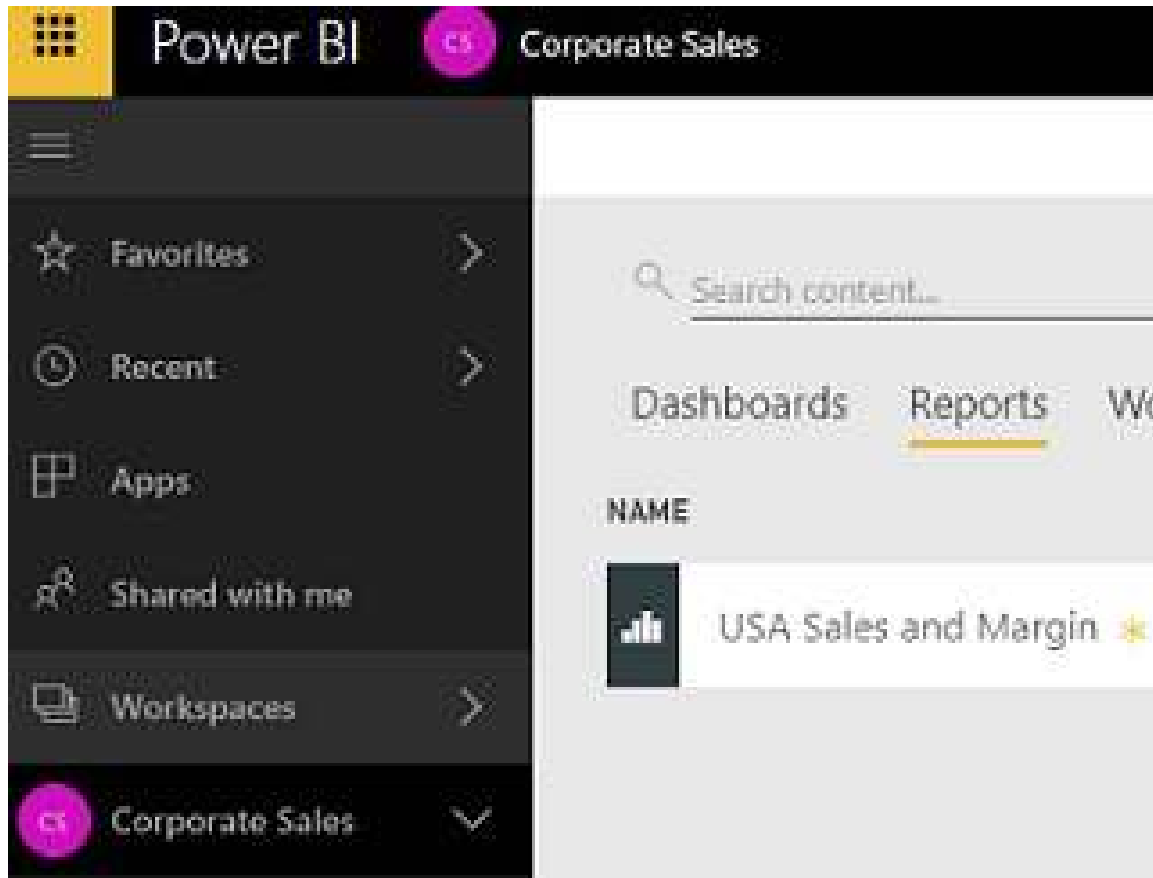 Power BI CS Corporate Sales
Favorites
Recent
Apps
Shared with me
Workspaces
CS Corporate Sales
Search content...
Dashboards Reports
NAME
USA Sales and Margin *